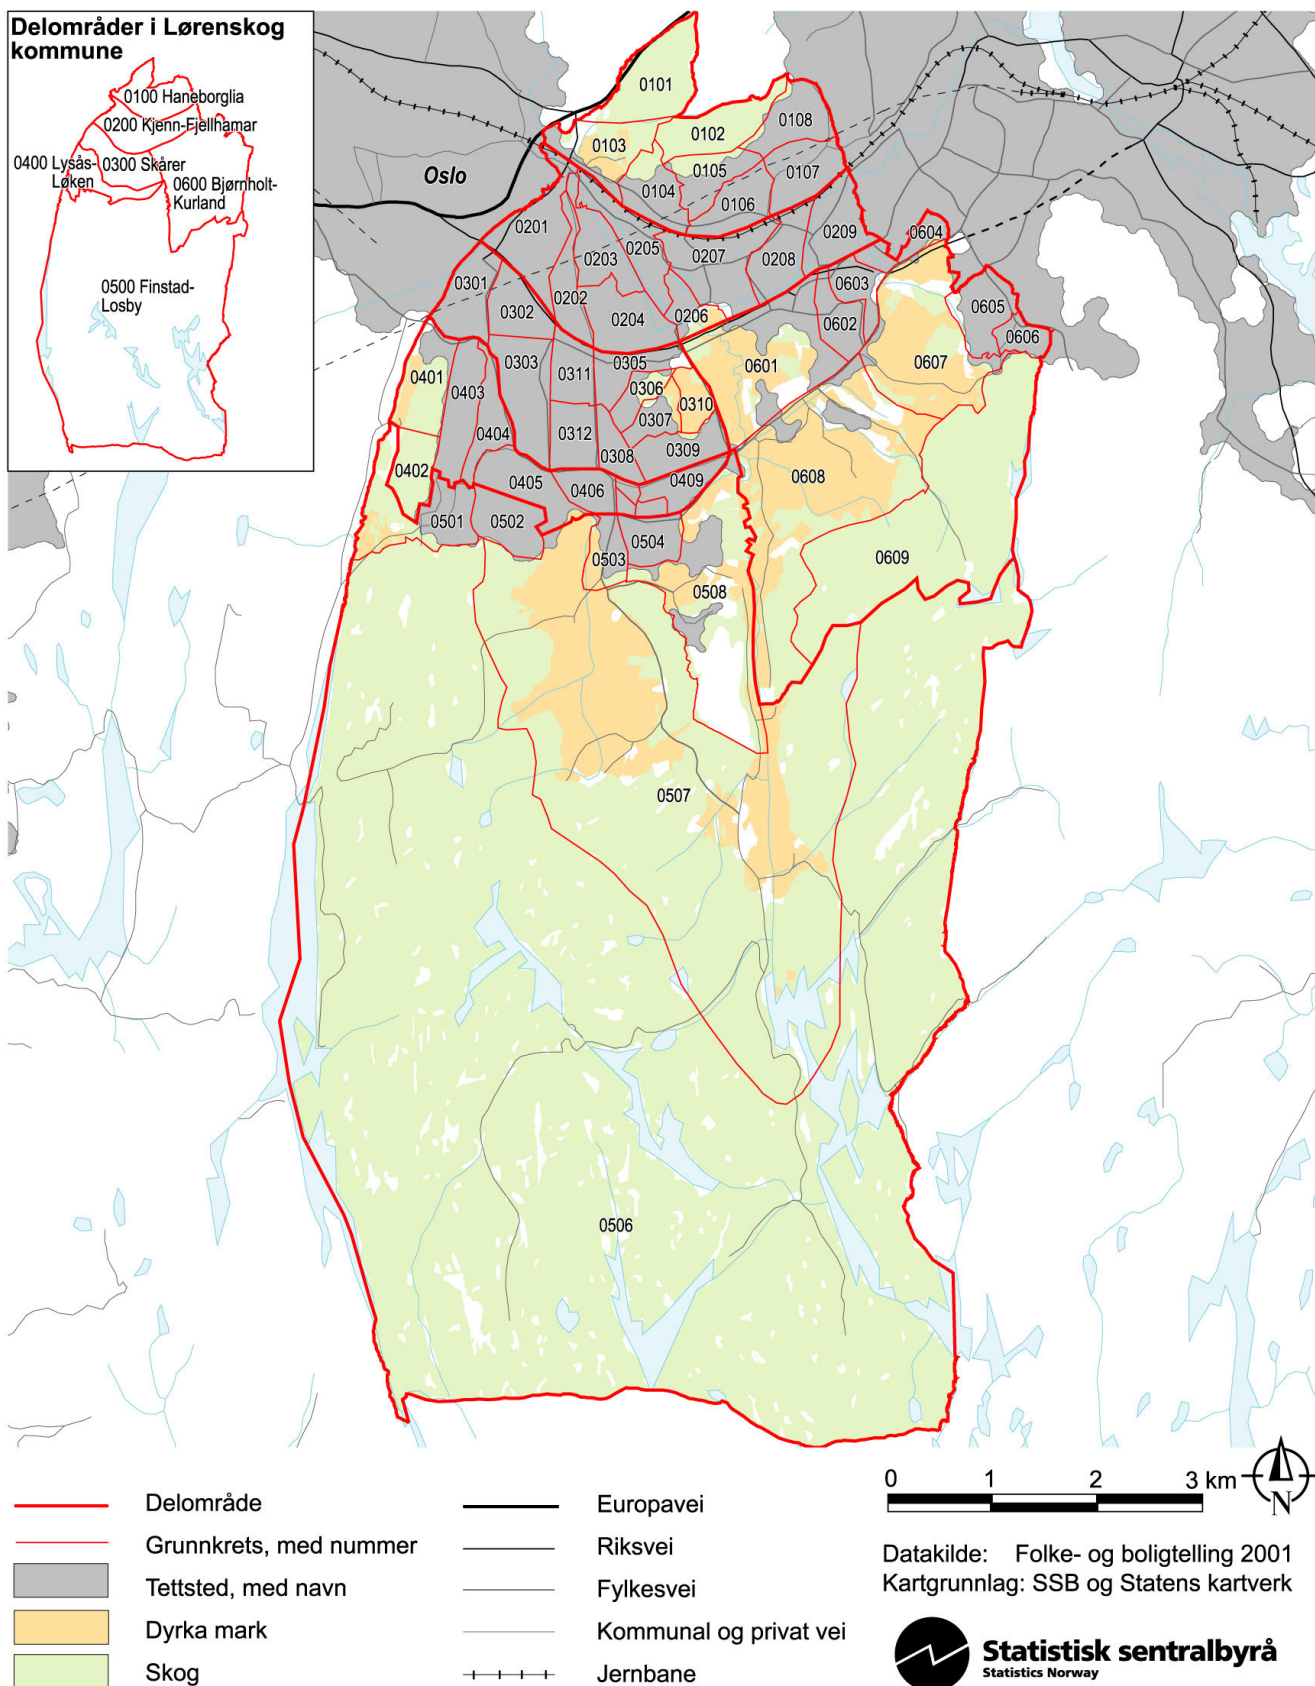 Delområder i Lørenskog
kommune
0100 Haneborglia
0200 Kjenn-Fjellhamar
0400 Lysås-
Løken
0300 Skårer
0600 Bjørnholt-
Kurland
0500 Finstad-
Losby
Oslo
0101
0102
0103
0108
0105
0104
0107
0106
0201
0205
0203
0207
0209
0208
0604
0301
0202
0603
0302
0204
0206
0602
0605
0606
0303
0305
0601
0607
0401
0311
0306
0403
0310
0307
0404
0312
0309
0308
0402
0405
0406
0409
0608
0501
0502
0504
0503
0609
0508
0507
0506
Delområde
Grunnkrets, med nummer
Tettsted, med navn
Dyrka mark
Skog
Europavei
Riksvei
Fylkesvei
Kommunal og privat vei
Jernbane
0 1 2 3 km
N
Datakilde: Folke- og boligtelling 2001
Kartgrunnlag: SSB og Statens kartverk
Statistisk sentralbyrå
Statistics Norway